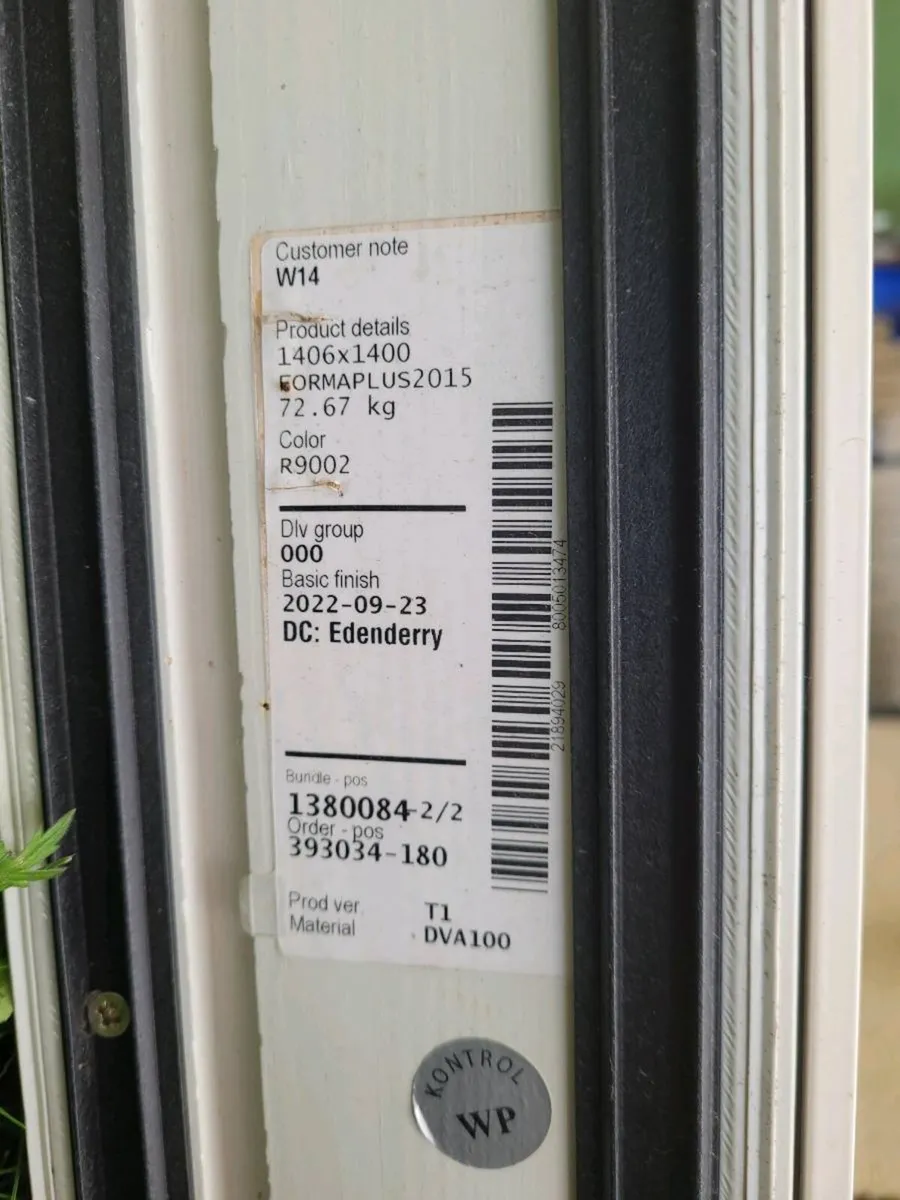 Customer note
W14
Product details
1406x1400
FORMAPLUS2015
72.67 kg
Color
R9002
Dlv group
000
Basic finish
2022-09-23
DC: Edenderry
21894029 8005013474
Bundle - pos
1380084-2/2
Order - pos
393034-180
Prod ver T1
Material DVA100
KONTROL
WP